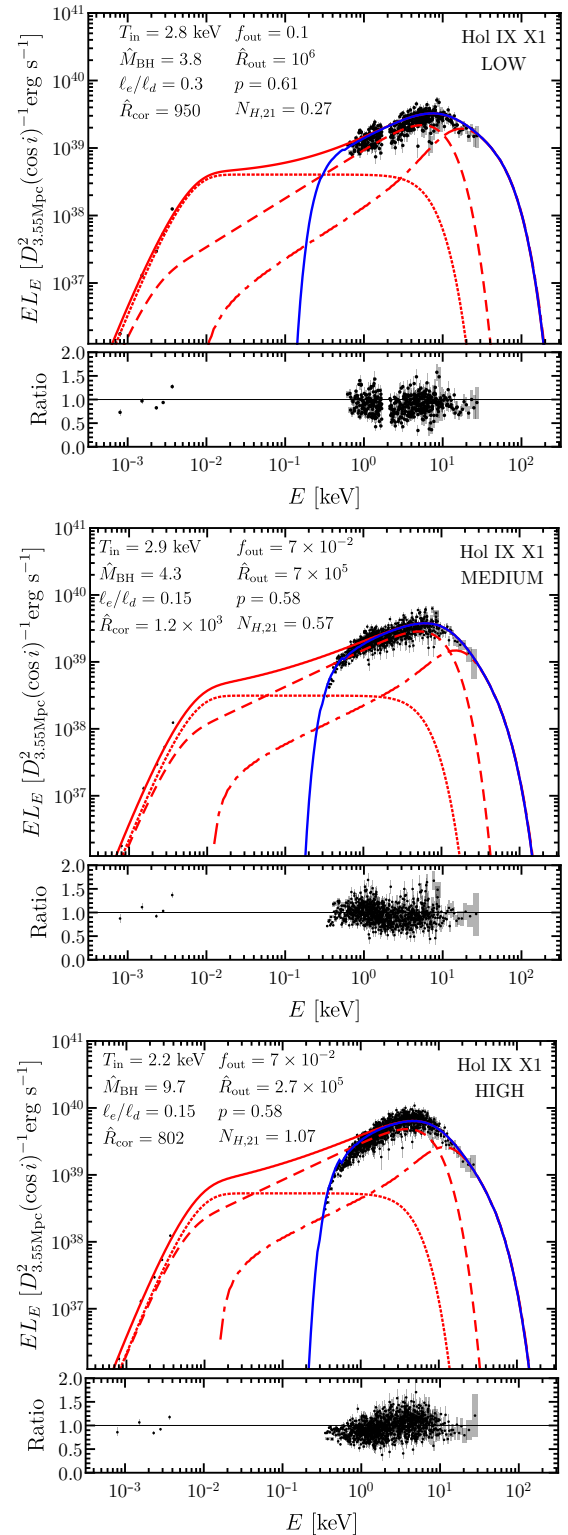 10^41
T_in = 2.8 keV f_out = 0.1 Hol IX X1
M̂_BH = 3.8 R̂_out = 10^6 LOW
10^40
ℓ_e/ℓ_d = 0.3 p = 0.61
R̂_cor = 950 N_H,21 = 0.27
10^39
10^38
10^37
EL_E [D^2_3.55Mpc(cos i)^−1erg s^−1]
2.0
1.5
1.0
0.5
0.0
Ratio
10^−3 10^−2 10^−1 10^0 10^1 10^2
E [keV]
10^41
T_in = 2.9 keV f_out = 7 × 10^−2 Hol IX X1
M̂_BH = 4.3 R̂_out = 7 × 10^5 MEDIUM
10^40
ℓ_e/ℓ_d = 0.15 p = 0.58
R̂_cor = 1.2 × 10^3 N_H,21 = 0.57
10^39
10^38
10^37
EL_E [D^2_3.55Mpc(cos i)^−1erg s^−1]
2.0
1.5
1.0
0.5
0.0
Ratio
10^−3 10^−2 10^−1 10^0 10^1 10^2
E [keV]
10^41
T_in = 2.2 keV f_out = 7 × 10^−2 Hol IX X1
M̂_BH = 9.7 R̂_out = 2.7 × 10^5 HIGH
10^40
ℓ_e/ℓ_d = 0.15 p = 0.58
R̂_cor = 802 N_H,21 = 1.07
10^39
10^38
10^37
EL_E [D^2_3.55Mpc(cos i)^−1erg s^−1]
2.0
1.5
1.0
0.5
0.0
Ratio
10^−3 10^−2 10^−1 10^0 10^1 10^2
E [keV]